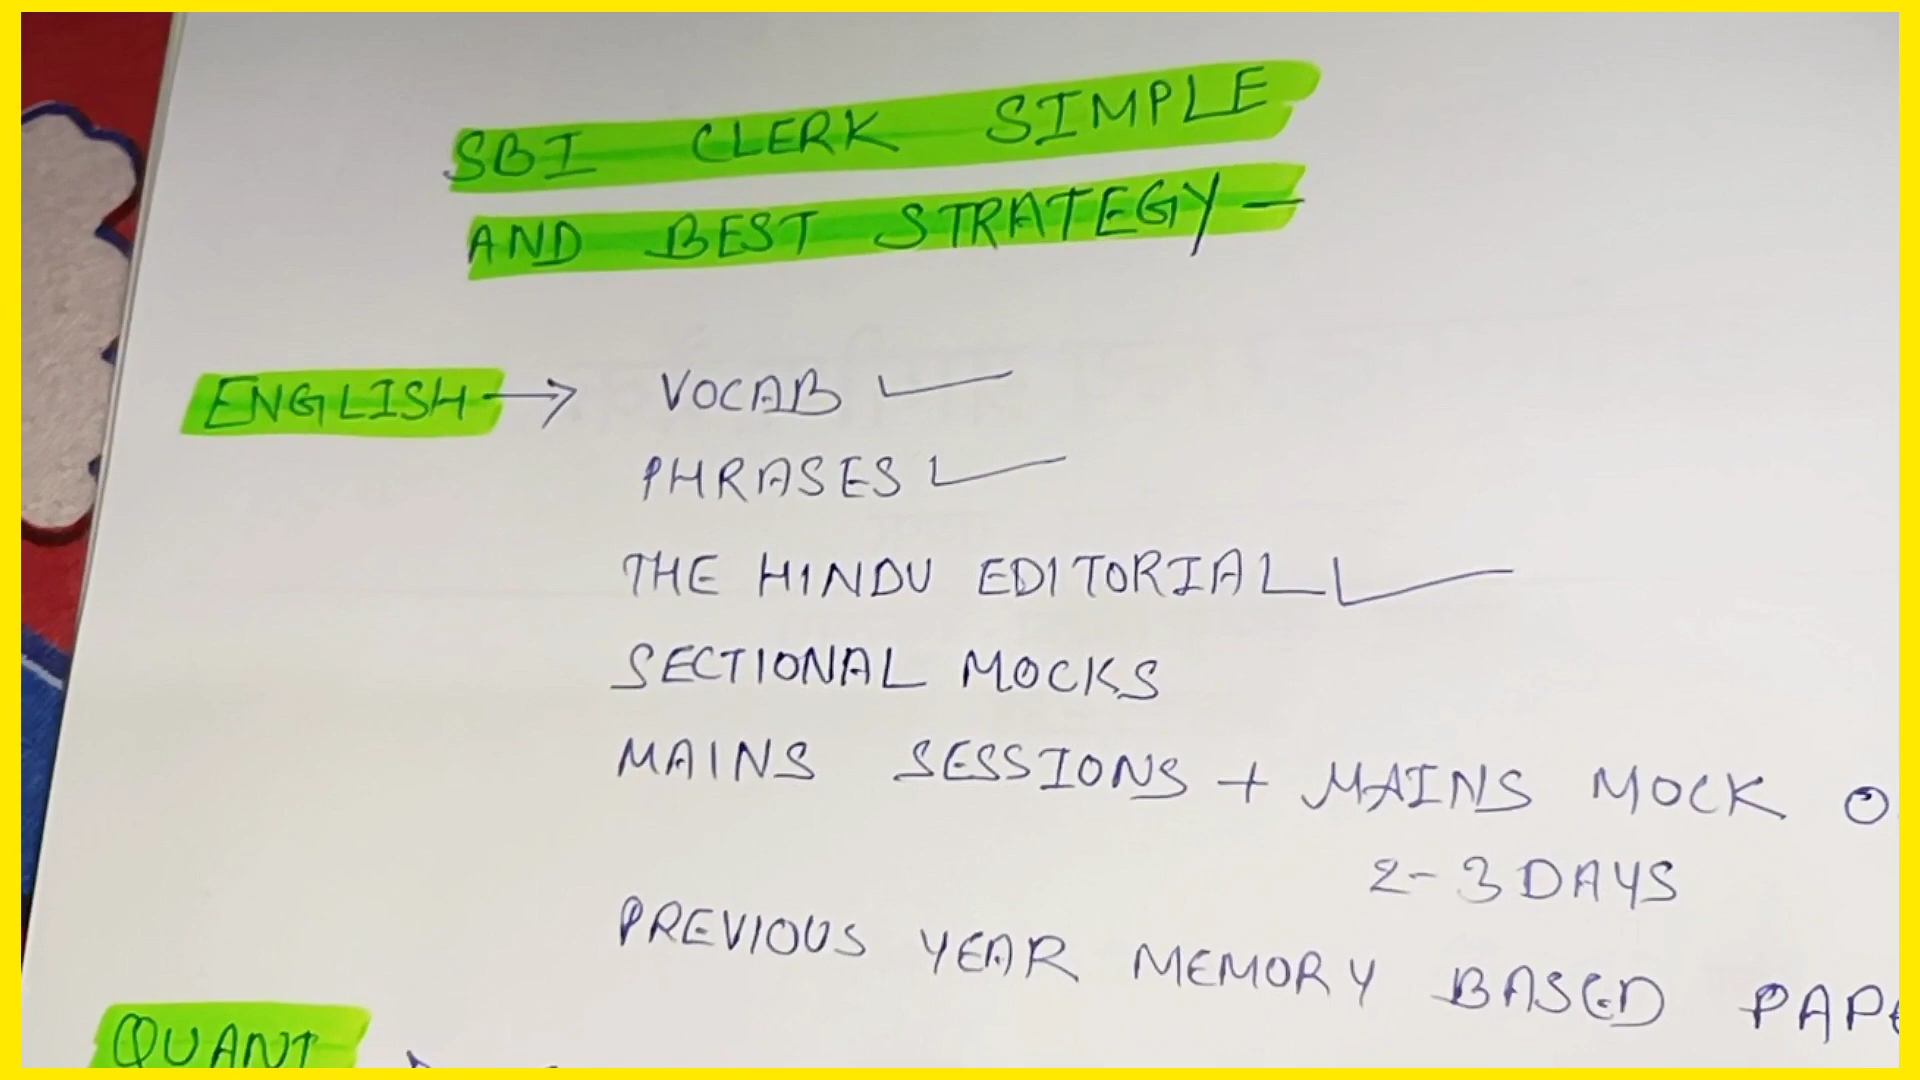 SBI CLERK SIMPLE
AND BEST STRATEGY –
ENGLISH → VOCAB ✓
PHRASES ✓
THE HINDU EDITORIAL ✓
SECTIONAL MOCKS
MAINS SESSIONS + MAINS MOCK
2-3 DAYS
PREVIOUS YEAR MEMORY BASED
QUANT